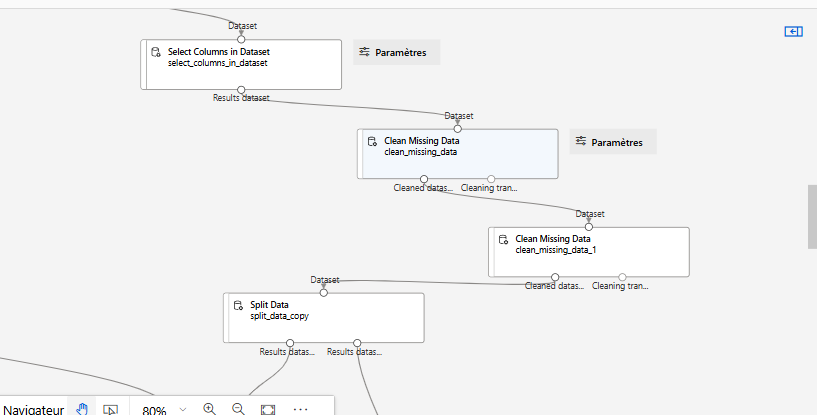 Dataset
Select Columns in Dataset
select_columns_in_dataset
Paramètres
Results dataset
Dataset
Clean Missing Data
clean_missing_data
Paramètres
Cleaned datas... Cleaning tran...
Dataset
Clean Missing Data
clean_missing_data_1
Cleaned datas... Cleaning tran...
Dataset
Split Data
split_data_copy
Results datas... Results datas...
Navigateur 80% ...